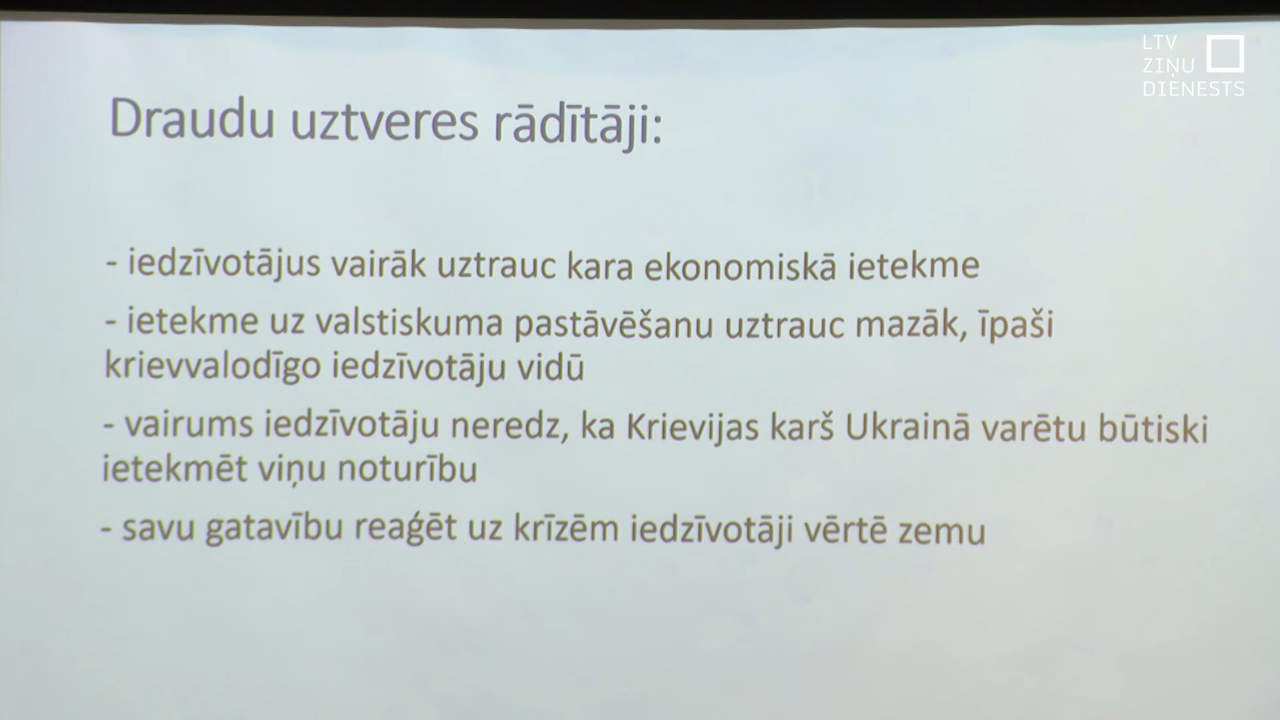 LTV
ZIŅU
DIENESTS
Draudu uztveres rādītāji:
- iedzīvotājus vairāk uztrauc kara ekonomiskā ietekme
- ietekme uz valstiskuma pastāvēšanu uztrauc mazāk, īpaši
krievvalodīgo iedzīvotāju vidū
- vairums iedzīvotāju neredz, ka Krievijas karš Ukrainā varētu būtiski
ietekmēt viņu noturību
- savu gatavību reaģēt uz krīzēm iedzīvotāji vērtē zemu